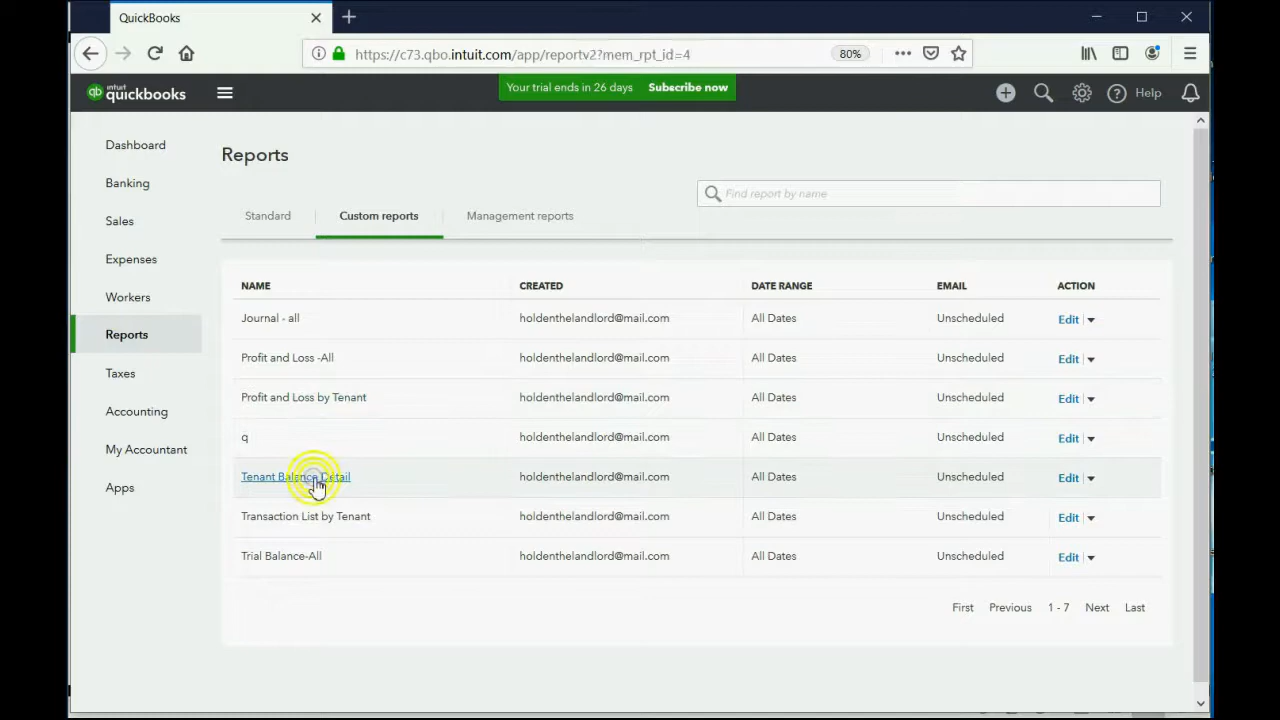 QuickBooks
https://c73.qbo.intuit.com/app/reportv2?mem_rpt_id=4
80%
intuit
quickbooks
Your trial ends in 26 days Subscribe now
Help
Dashboard
Banking
Sales
Expenses
Workers
Reports
Taxes
Accounting
My Accountant
Apps
Reports
Find report by name
Standard Custom reports Management reports
NAME CREATED DATE RANGE EMAIL ACTION
Journal - all holdenthelandlord@mail.com All Dates Unscheduled Edit
Profit and Loss -All holdenthelandlord@mail.com All Dates Unscheduled Edit
Profit and Loss by Tenant holdenthelandlord@mail.com All Dates Unscheduled Edit
q holdenthelandlord@mail.com All Dates Unscheduled Edit
Tenant Balance Detail holdenthelandlord@mail.com All Dates Unscheduled Edit
Transaction List by Tenant holdenthelandlord@mail.com All Dates Unscheduled Edit
Trial Balance-All holdenthelandlord@mail.com All Dates Unscheduled Edit
First Previous 1 - 7 Next Last